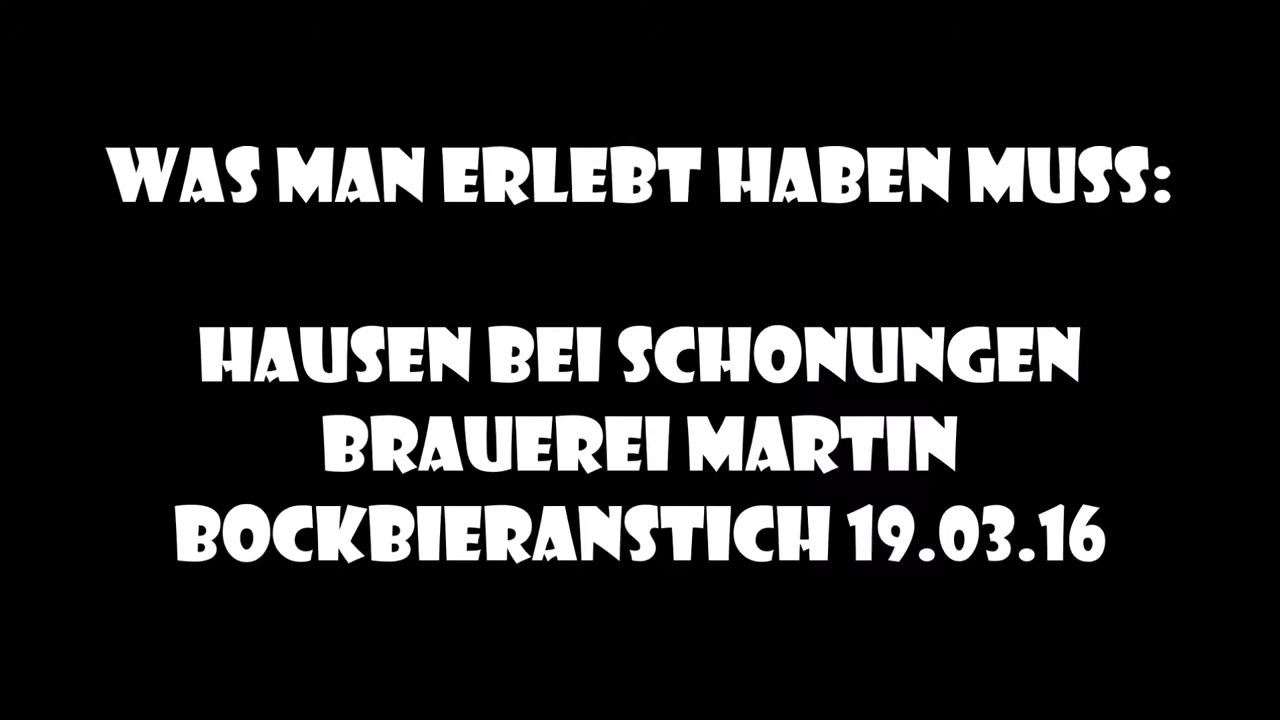 WAS MAN ERLEBT HABEN MUSS:
HAUSEN BEI SCHONUNGEN
BRAUEREI MARTIN
BOCKBIERANSTICH 19.03.16